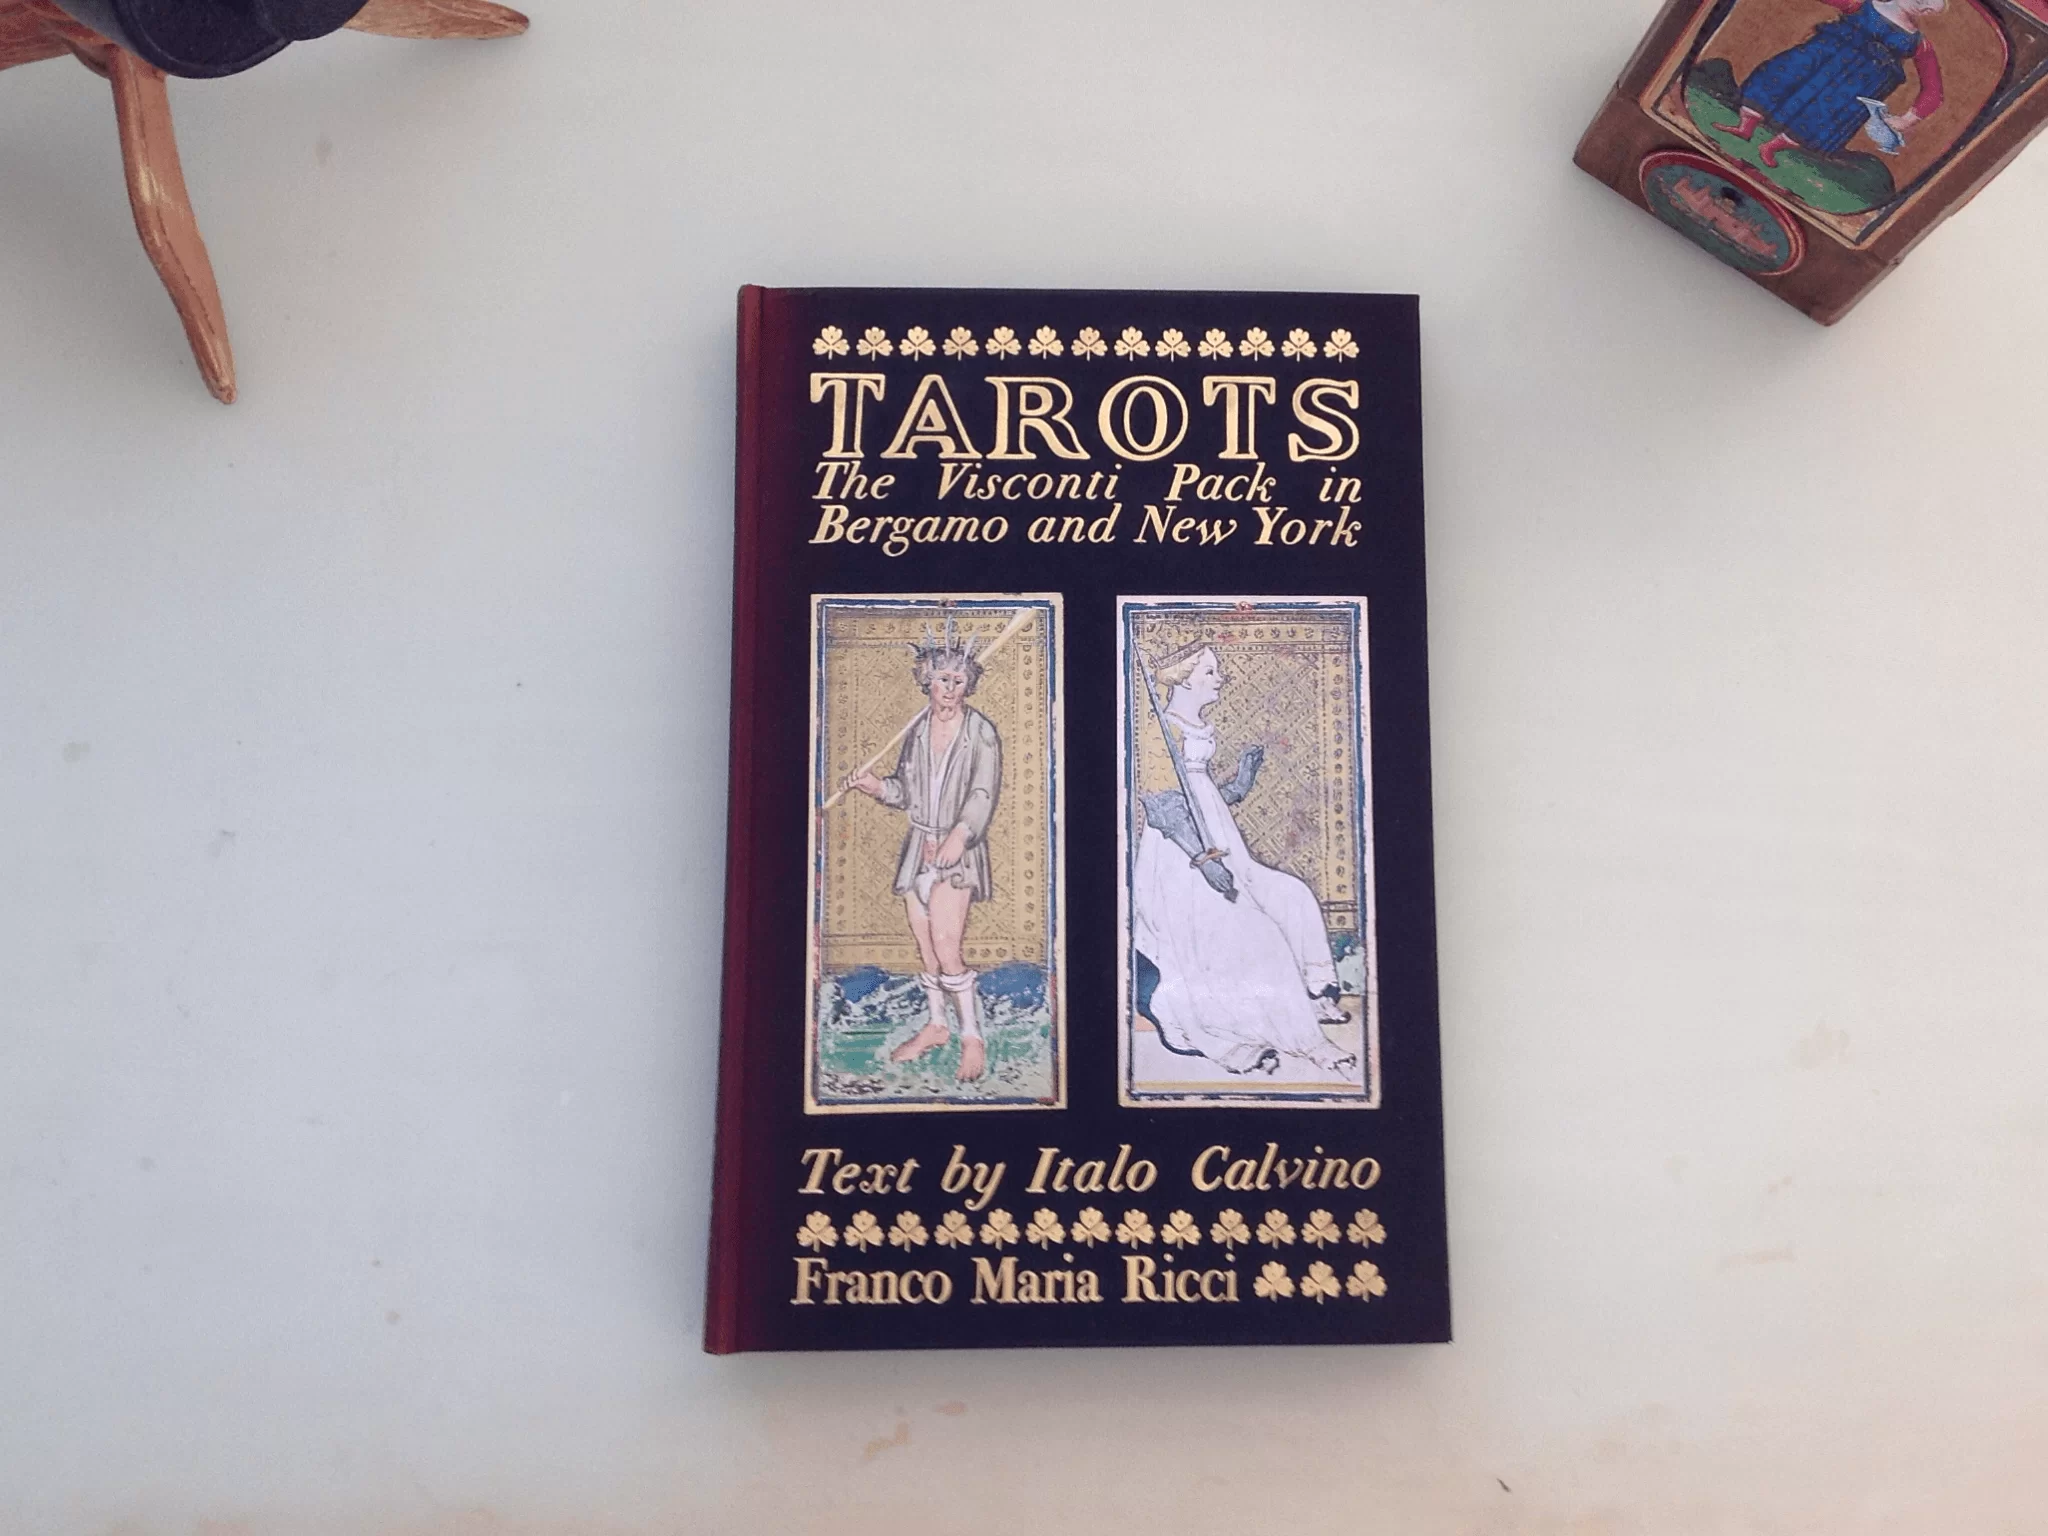 TAROTS
The Visconti Pack in
Bergamo and New York
Text by Italo Calvino
Franco Maria Ricci